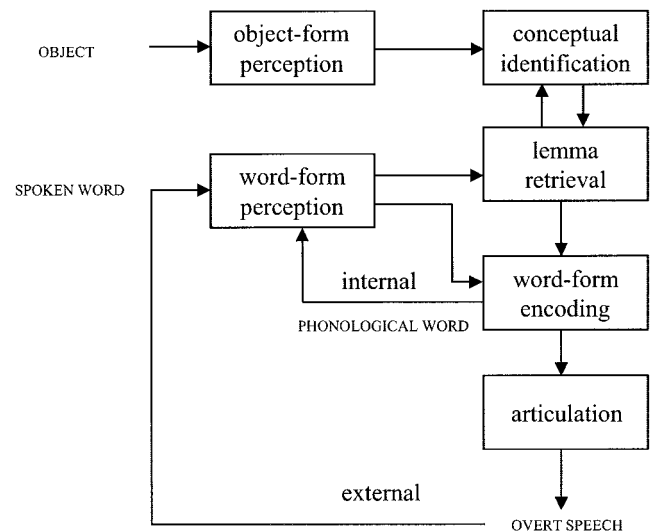 OBJECT
object-form
perception
conceptual
identification
SPOKEN WORD
word-form
perception
lemma
retrieval
internal
PHONOLOGICAL WORD
word-form
encoding
articulation
external
OVERT SPEECH